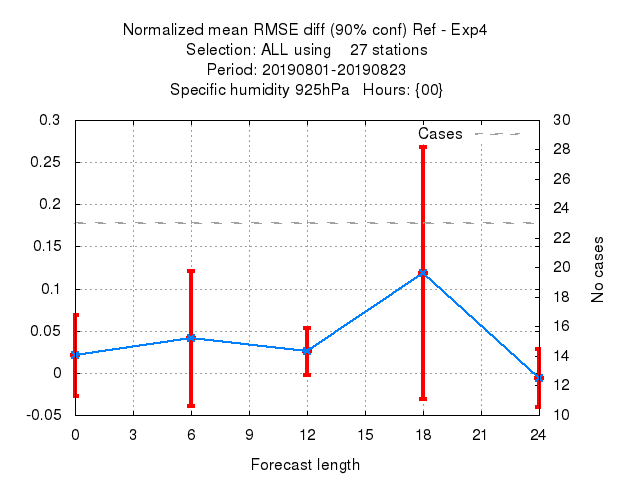 Normalized mean RMSE diff (90% conf) Ref - Exp4
Selection: ALL using    27 stations
Period: 20190801-20190823
Specific humidity 925hPa   Hours: {00}
Cases
0.3
0.25
0.2
0.15
0.1
0.05
0
-0.05
30
28
26
24
22
20
18
16
14
12
10
No cases
0 3 6 9 12 15 18 21 24
Forecast length